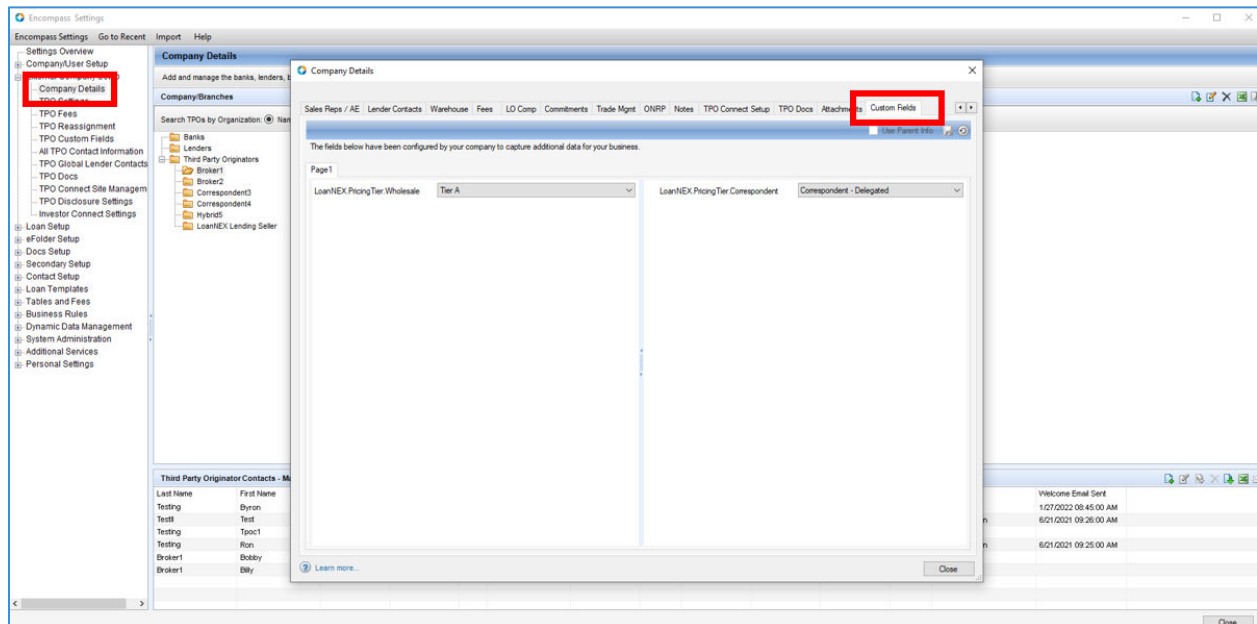 Encompass Settings
Encompass Settings Go to Recent Import Help
Settings Overview
Company/User Setup
Company Details
TPO Fees
TPO Reassignment
TPO Custom Fields
All TPO Contact Information
TPO Global Lender Contacts
TPO Docs
TPO Connect Site Managem
TPO Disclosure Settings
Investor Connect Settings
Loan Setup
eFolder Setup
Docs Setup
Secondary Setup
Contact Setup
Loan Templates
Tables and Fees
Business Rules
Dynamic Data Management
System Administration
Additional Services
Personal Settings
Company Details
Add and manage the banks, lenders,
Company/Branches
Search TPOs by Organization:
Banks
Lenders
Third Party Originators
Broker1
Broker2
Correspondent3
Correspondent4
Hybrid5
LoanNEX Lending Seller
Company Details
Sales Reps / AE Lender Contacts Warehouse Fees LO Comp Commitments Trade Mgmt ONRP Notes TPO Connect Setup TPO Docs Attachments Custom Fields
Use Parent Info
The fields below have been configured by your company to capture additional data for your business.
Page1
LoanNEX.PricingTier.Wholesale Tier A LoanNEX.PricingTier.Correspondent Correspondent - Delegated
Learn more...
Close
Third Party Originator Contacts -
Last Name First Name Welcome Email Sent
Testing Byron 1/27/2022 08:45:00 AM
Testll Test 6/21/2021 09:26:00 AM
Testing Tpoc1
Testing Ron 6/21/2021 09:25:00 AM
Broker1 Bobby
Broker1 Billy
Close